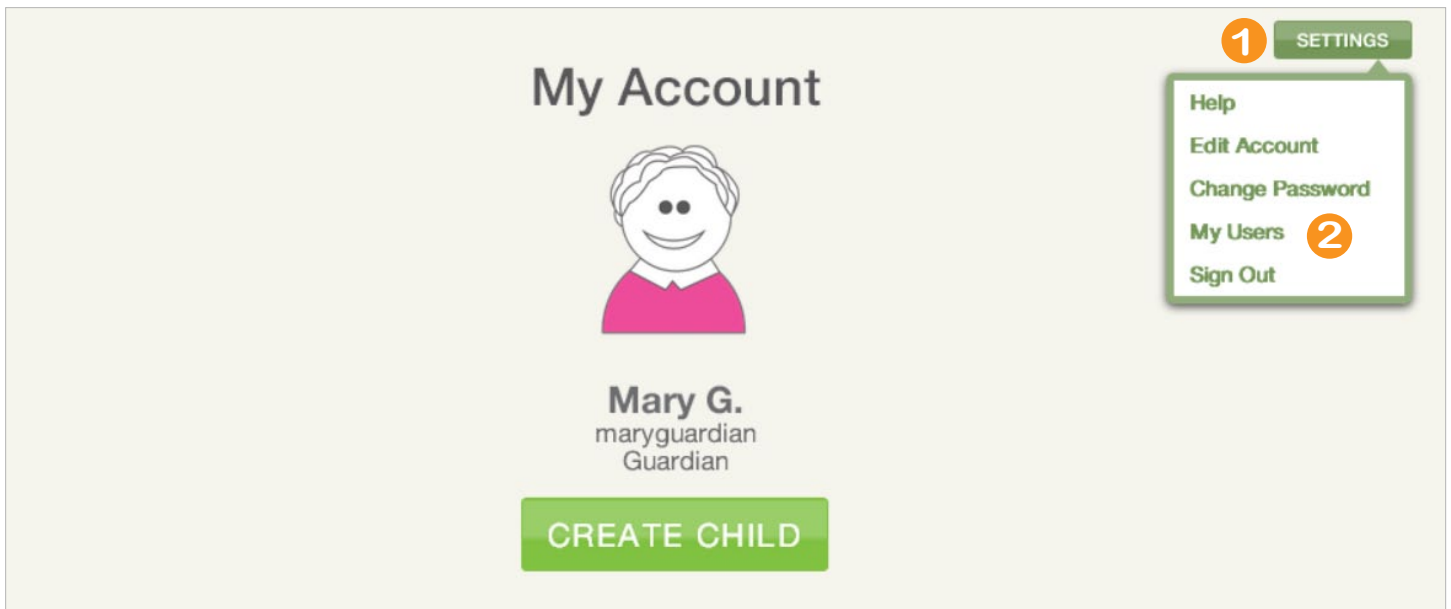 1 SETTINGS
My Account
Help
Edit Account
Change Password
My Users 2
Sign Out
Mary G.
maryguardian
Guardian
CREATE CHILD